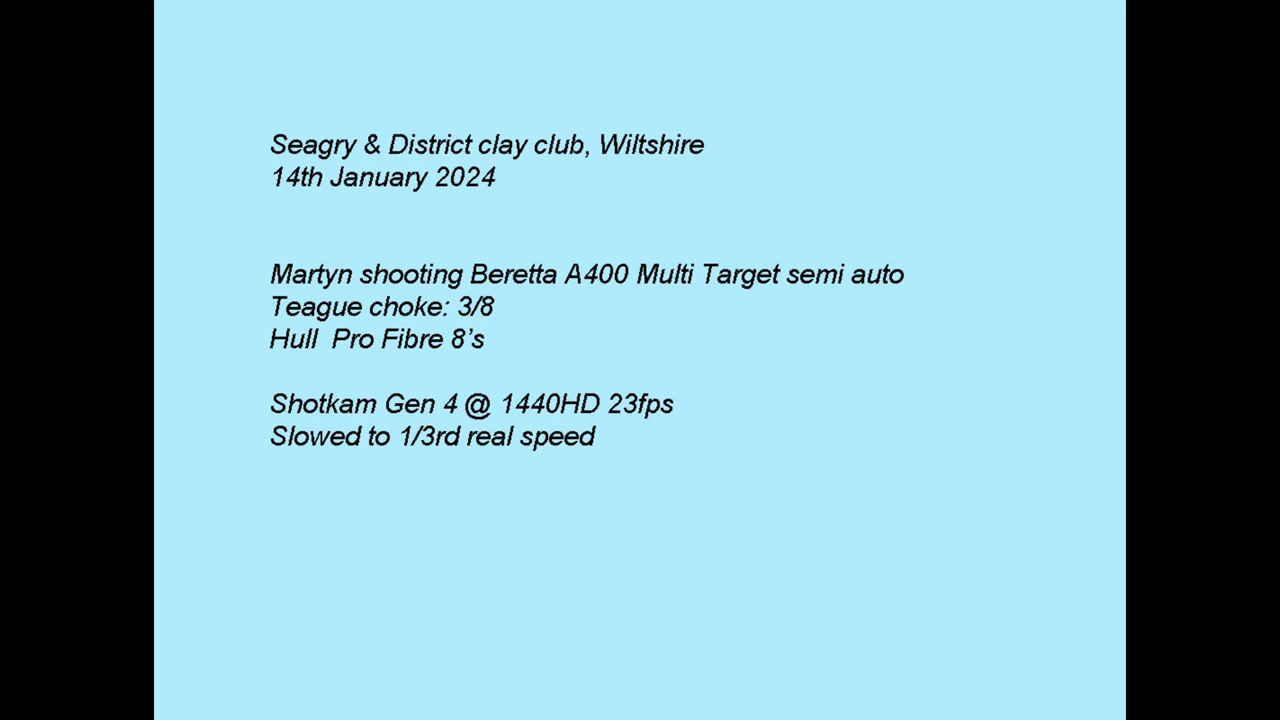 Seagry & District clay club, Wiltshire
14th January 2024
Martyn shooting Beretta A400 Multi Target semi auto
Teague choke: 3/8
Hull  Pro Fibre 8’s
Shotkam Gen 4 @ 1440HD 23fps
Slowed to 1/3rd real speed